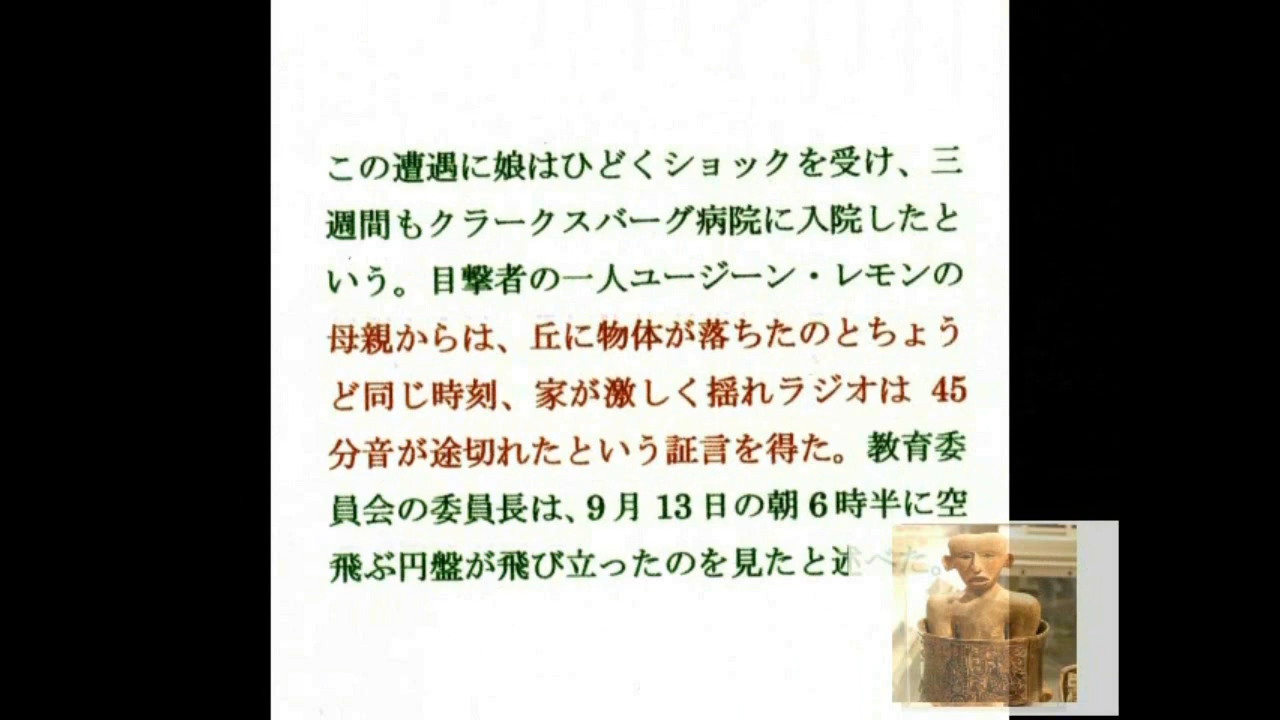 この遭遇に娘はひどくショックを受け、三
週間もクラークスバーグ病院に入院したと
いう。目撃者の一人ユージーン・レモンの
母親からは、丘に物体が落ちたのとちょう
ど同じ時刻、家が激しく揺れラジオは 45
分音が途切れたという証言を得た。教育委
員会の委員長は、9月 13 日の朝 6 時半に空
飛ぶ円盤が飛び立ったのを見たと述べた。